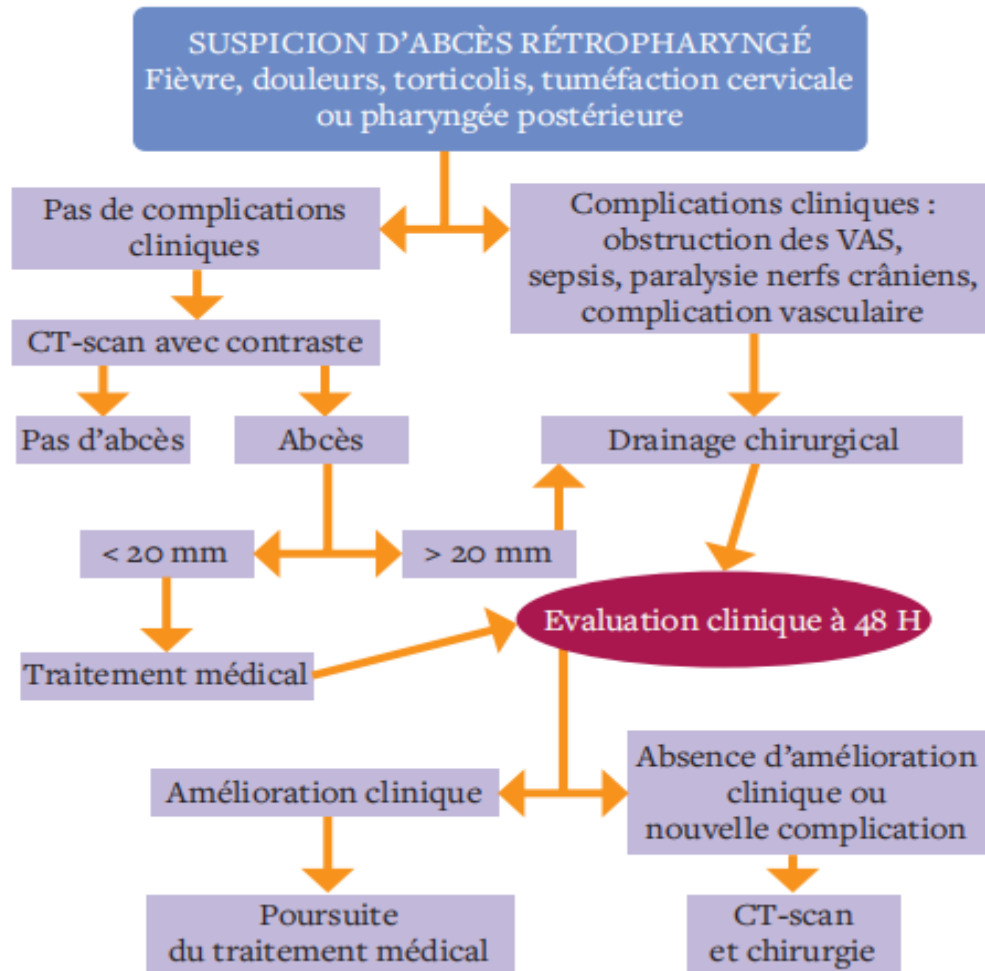 SUSPICION D’ABCÈS RÉTROPHARYNGÉ
Fièvre, douleurs, torticolis, tuméfaction cervicale
ou pharyngée postérieure
Pas de complications
cliniques
Complications cliniques :
obstruction des VAS,
sepsis, paralysie nerfs crâniens,
complication vasculaire
CT-scan avec contraste
Pas d’abcès
Abcès
Drainage chirurgical
< 20 mm
> 20 mm
Evaluation clinique à 48 H
Traitement médical
Amélioration clinique
Absence d’amélioration
clinique ou
nouvelle complication
Poursuite
du traitement médical
CT-scan
et chirurgie